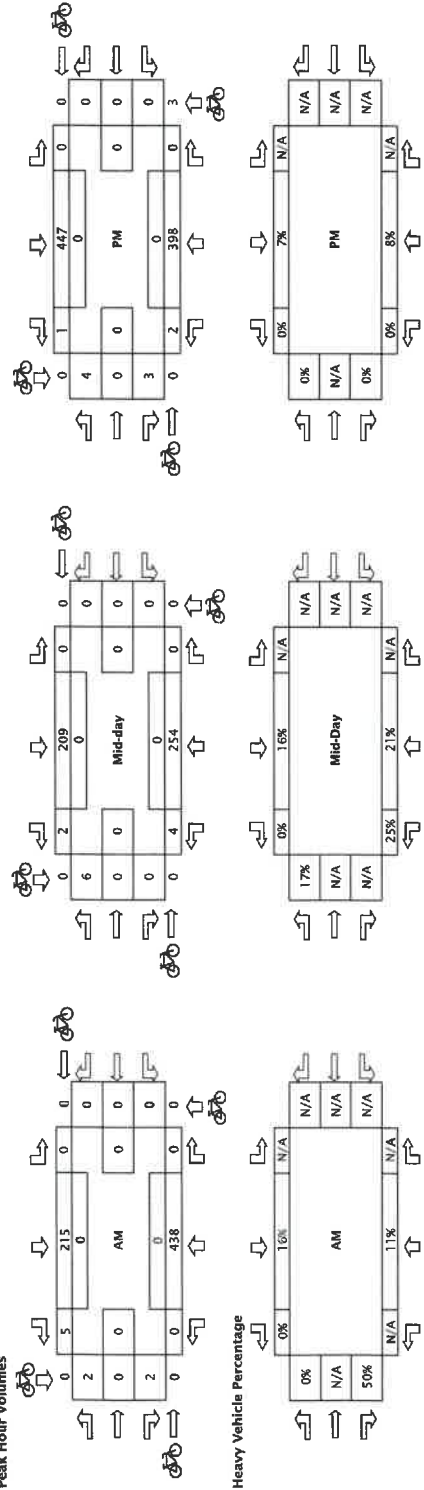 Peak Hour Volumes
0 5 215 0 0
2 0 0
0 0 AM 0 0
2 0 0
0 0 438 0 0
0 2 209 0 0
6 0 0
0 0 Mid-day 0 0
0 0 0
0 4 254 0 0
0 1 447 0 0
4 0 0
0 0 PM 0 0
3 0 0
0 2 398 0 3
Heavy Vehicle Percentage
0% 16% N/A
0% N/A
N/A AM N/A
50% N/A
N/A 11% N/A
0% 16% N/A
17% N/A
N/A Mid-Day N/A
N/A N/A
25% 21% N/A
0% 7% N/A
0% N/A
N/A PM N/A
0% N/A
0% 8% N/A